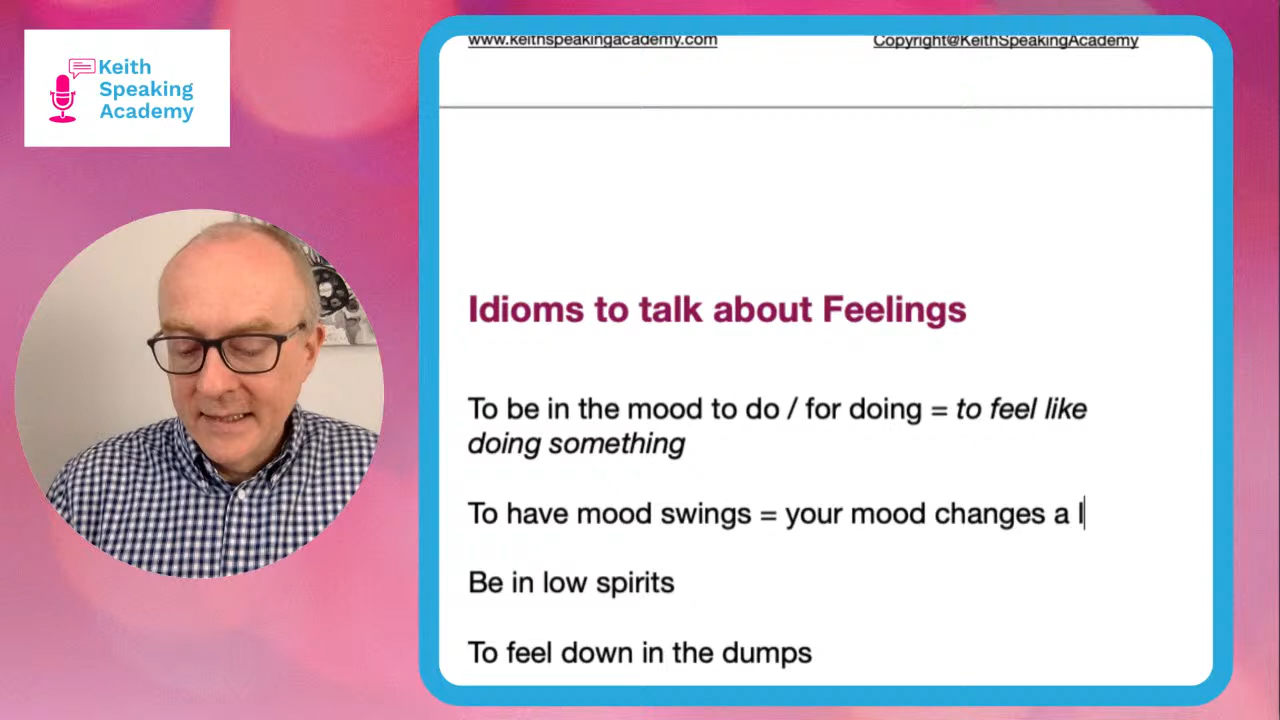 Keith
Speaking
Academy
www.keithspeakingacademy.com
Copyright@KeithSpeakingAcademy
Idioms to talk about Feelings
To be in the mood to do / for doing = to feel like
doing something
To have mood swings = your mood changes a l
Be in low spirits
To feel down in the dumps